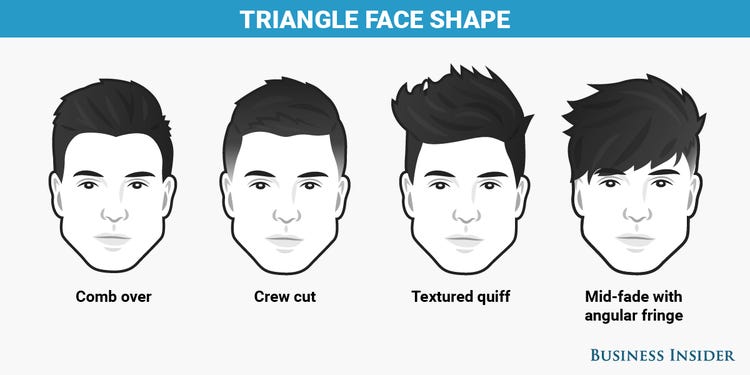 TRIANGLE FACE SHAPE
Comb over
Crew cut
Textured quiff
Mid-fade with
angular fringe
BUSINESS INSIDER